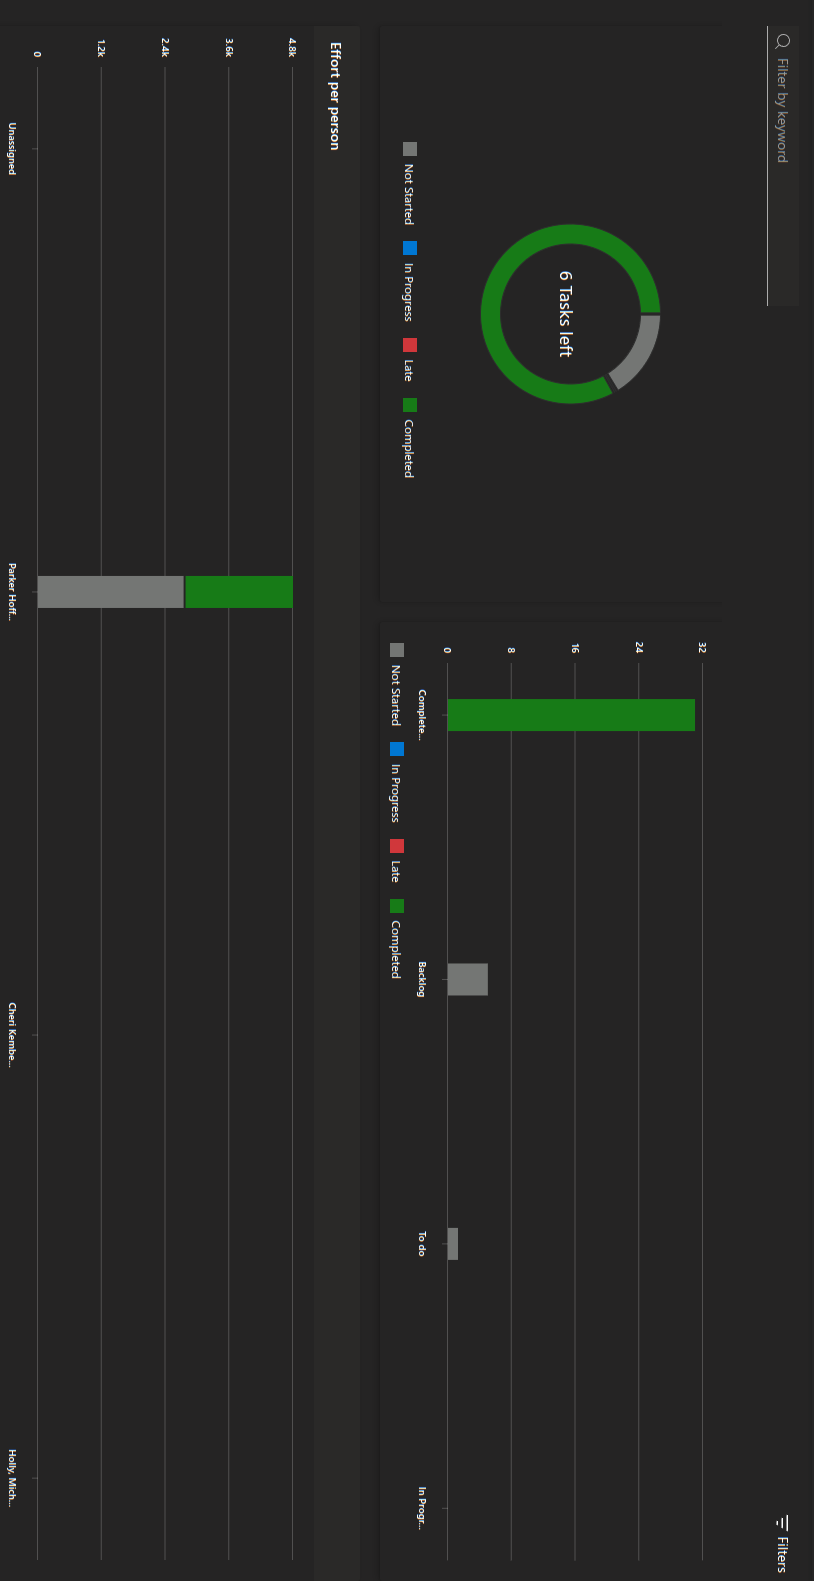 Filter by keyword
Filters
6 Tasks left
Not Started
In Progress
Late
Completed
32
24
16
8
0
Complete...
Backlog
To do
In Progr...
Not Started
In Progress
Late
Completed
Effort per person
4.8k
3.6k
2.4k
1.2k
0
Unassigned
Parker Hoff...
Cheri Kembe...
Holly, Mich...